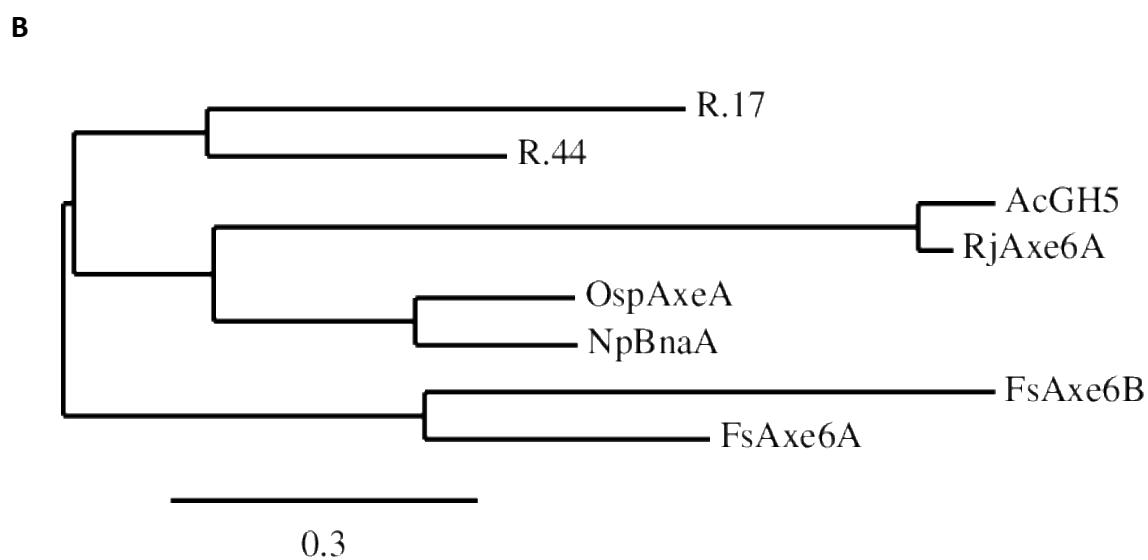 B
R.17
R.44
AcGH5
RjAxe6A
OspAxeA
NpBnaA
FsAxe6B
FsAxe6A
0.3